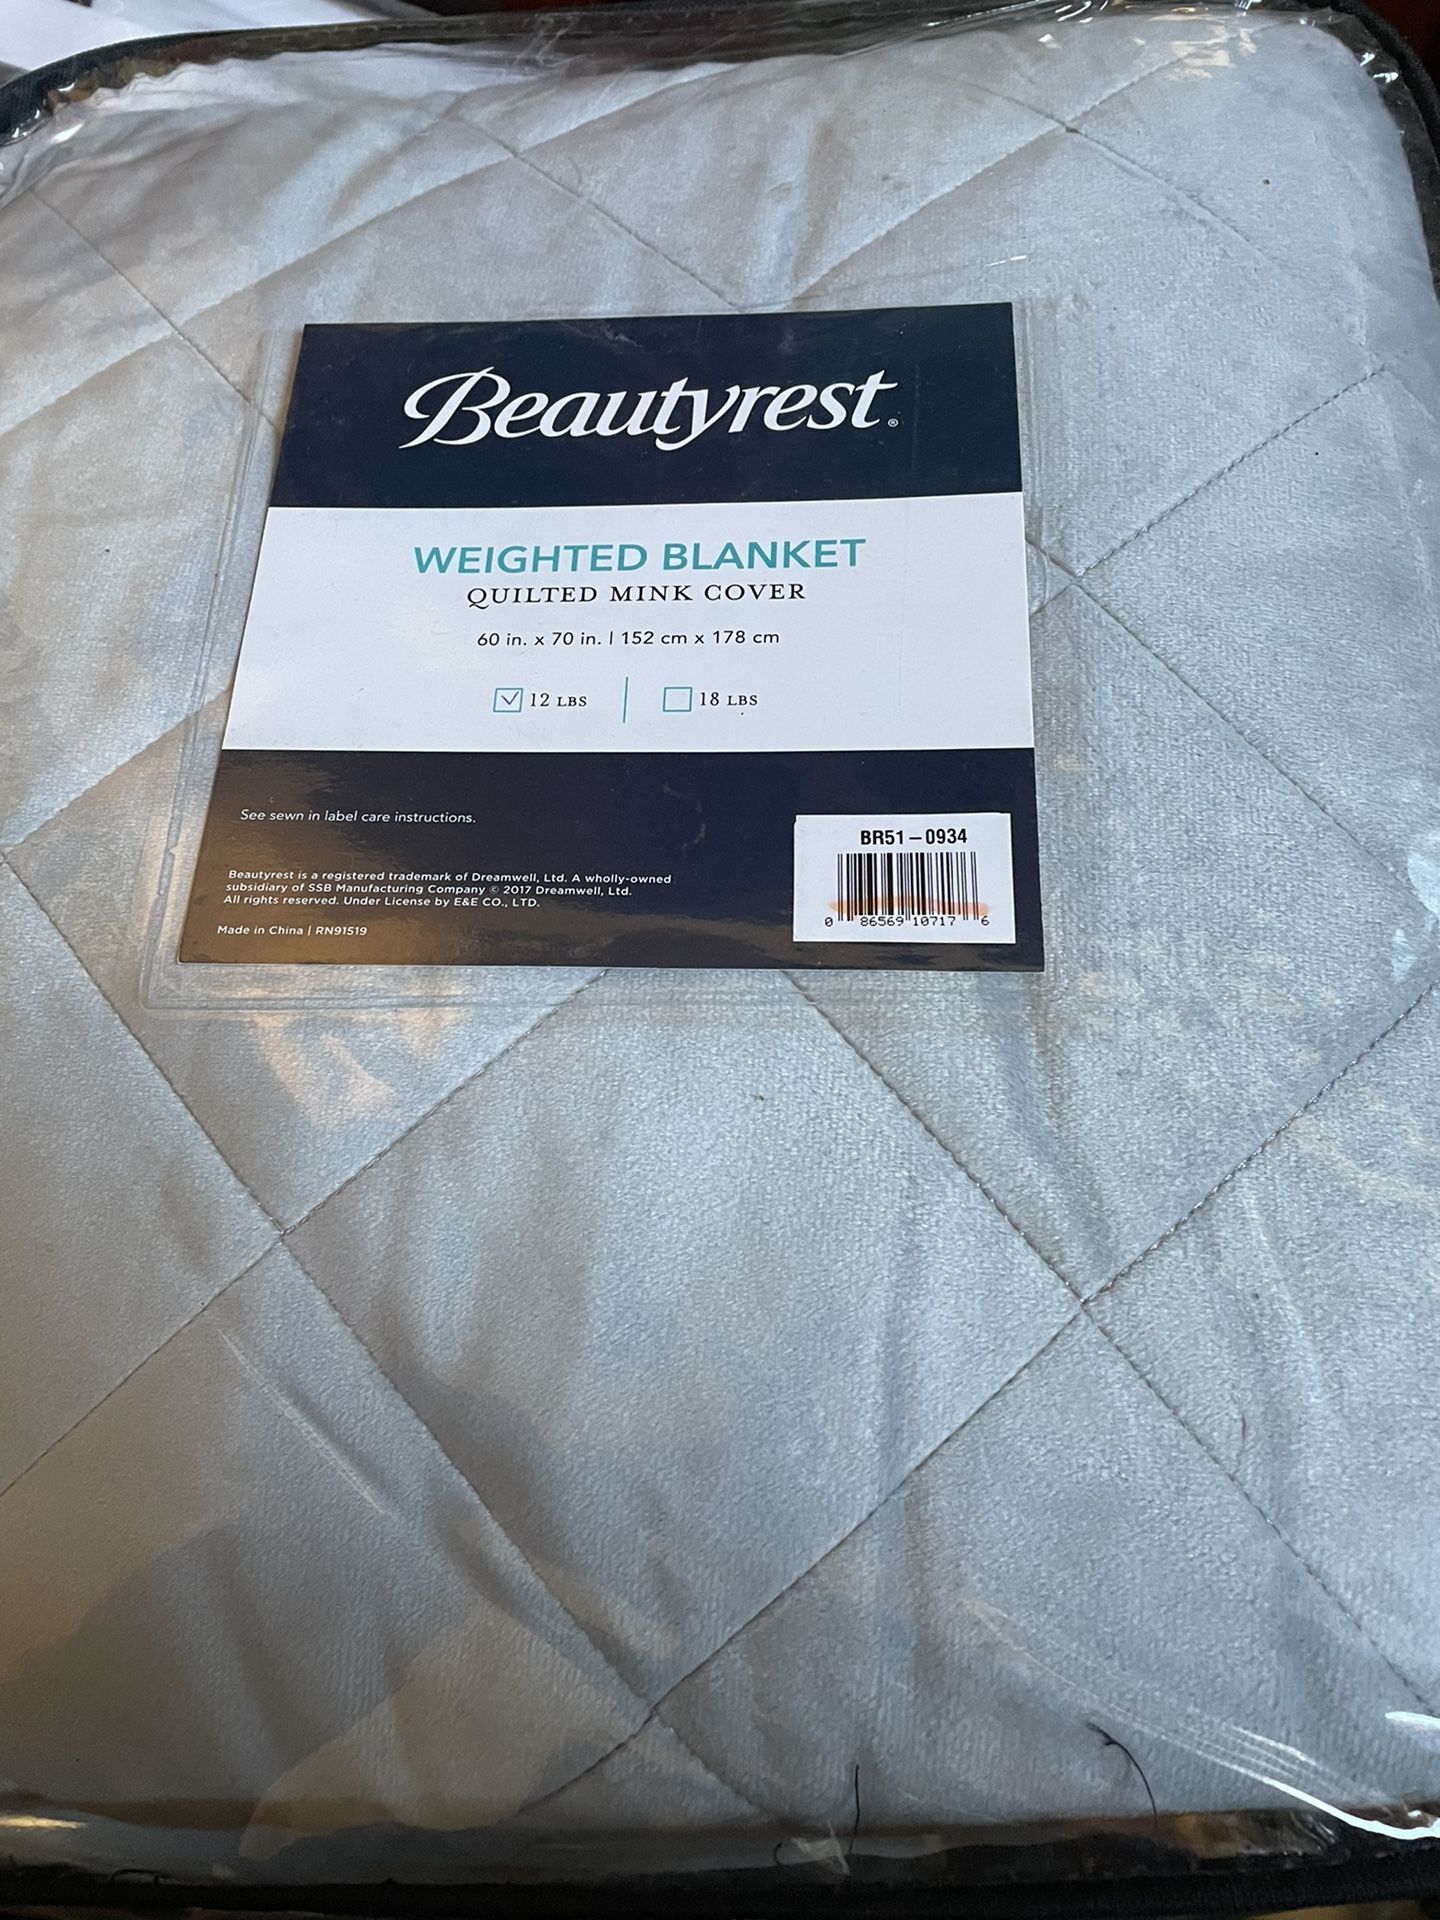 Beautyrest®
WEIGHTED BLANKET
QUILTED MINK COVER
60 in. x 70 in. | 152 cm x 178 cm
12 LBS | 18 LBS
See sewn in label care instructions.
Beautyrest is a registered trademark of Dreamwell, Ltd. A wholly-owned
subsidiary of SSB Manufacturing Company © 2017 Dreamwell, Ltd.
All rights reserved. Under License by E&E CO., LTD.
Made in China | RN91519
BR51-0934
0 86569 10717 6